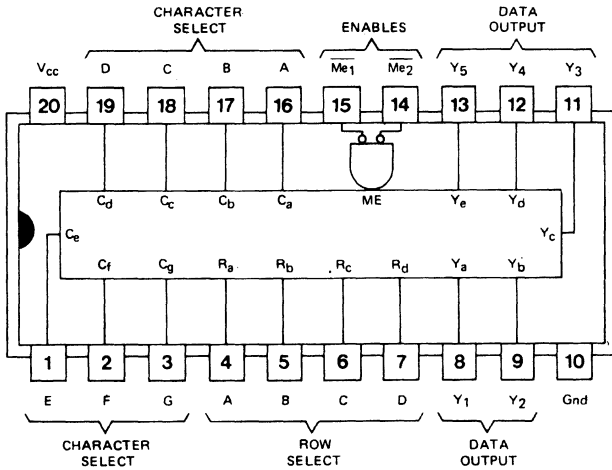 CHARACTER
SELECT
ENABLES
DATA
OUTPUT
Vcc D C B A Me1 Me2 Y5 Y4 Y3
20 19 18 17 16 15 14 13 12 11
Cd Cc Cb Ca ME Ye Yd
Ce Yc
Cf Cg Ra Rb Rc Rd Ya Yb
1 2 3 4 5 6 7 8 9 10
E F G A B C D Y1 Y2 Gnd
CHARACTER
SELECT
ROW
SELECT
DATA
OUTPUT